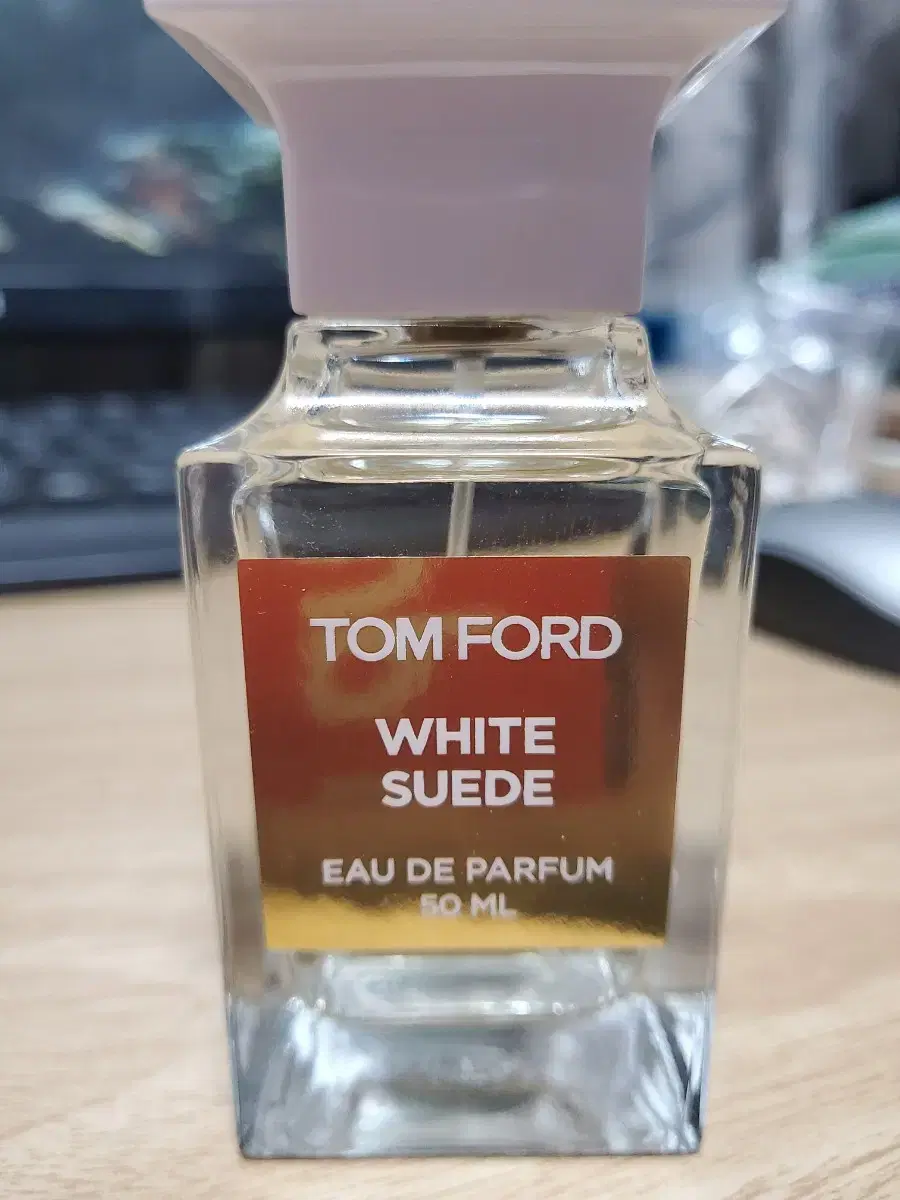 TOM FORD
WHITE
SUEDE
EAU DE PARFUM
50 ML